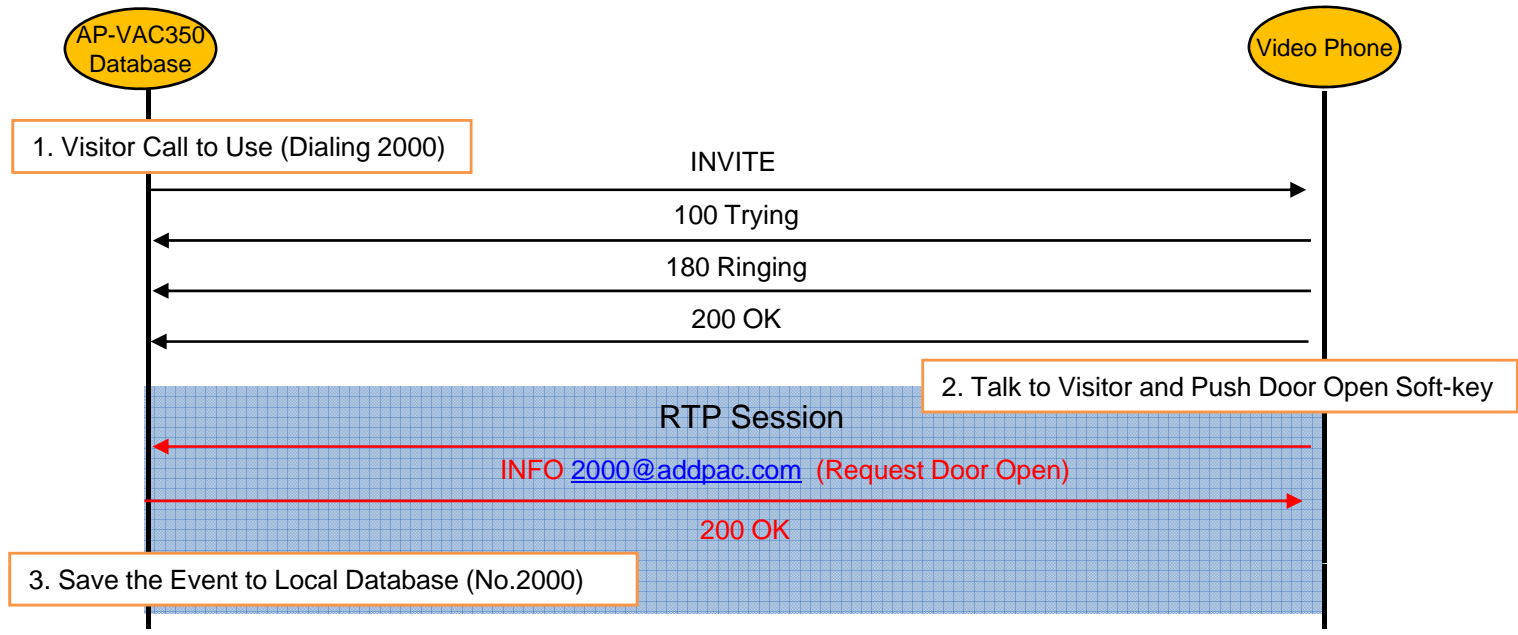 AP-VAC350
Database
Video Phone
1. Visitor Call to Use (Dialing 2000)
INVITE
100 Trying
180 Ringing
200 OK
2. Talk to Visitor and Push Door Open Soft-key
RTP Session
INFO 2000@addpac.com (Request Door Open)
200 OK
3. Save the Event to Local Database (No.2000)